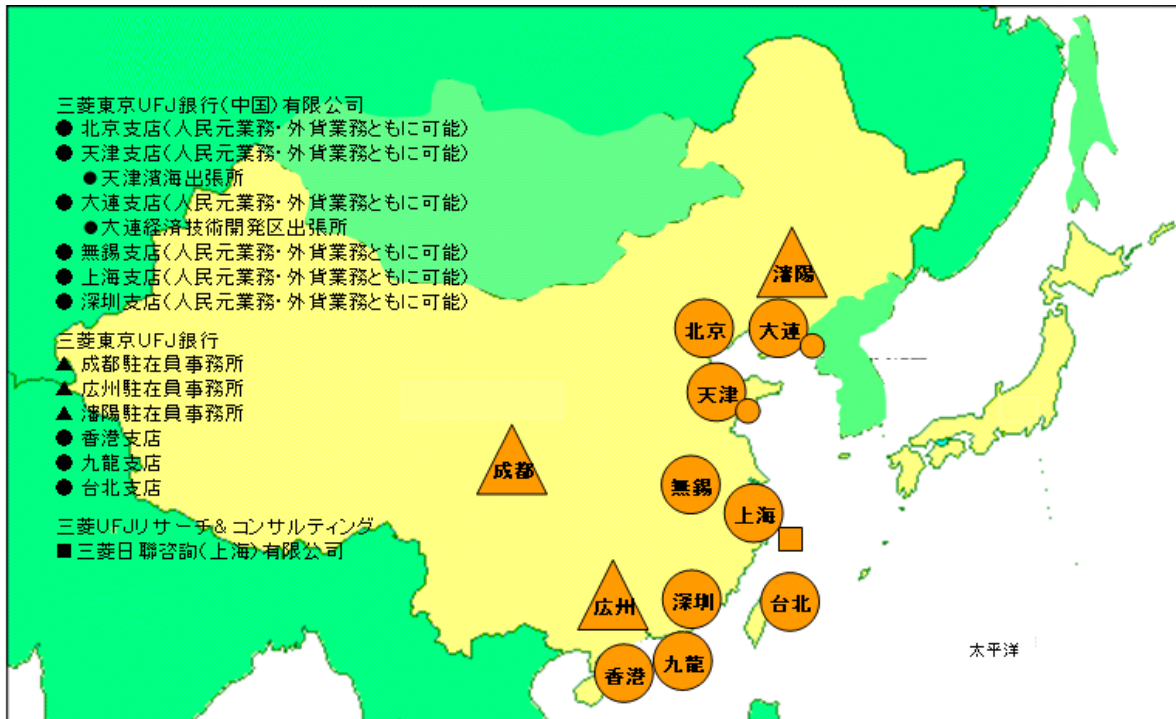 三菱東京UFJ銀行(中国)有限公司
● 北京支店(人民元業務・外貨業務ともに可能)
● 天津支店(人民元業務・外貨業務ともに可能)
●天津濱海出張所
● 大連支店(人民元業務・外貨業務ともに可能)
●大連経済技術開発区出張所
● 無錫支店(人民元業務・外貨業務ともに可能)
● 上海支店(人民元業務・外貨業務ともに可能)
● 深圳支店(人民元業務・外貨業務ともに可能)
三菱東京UFJ銀行
▲ 成都駐在員事務所
▲ 広州駐在員事務所
▲ 瀋陽駐在員事務所
● 香港支店
● 九龍支店
● 台北支店
三菱UFJリサーチ&コンサルティング
■ 三菱日聯咨詢(上海)有限公司
瀋陽
北京
大連
天津
成都
無錫
上海
広州
深圳
台北
香港
九龍
太平洋